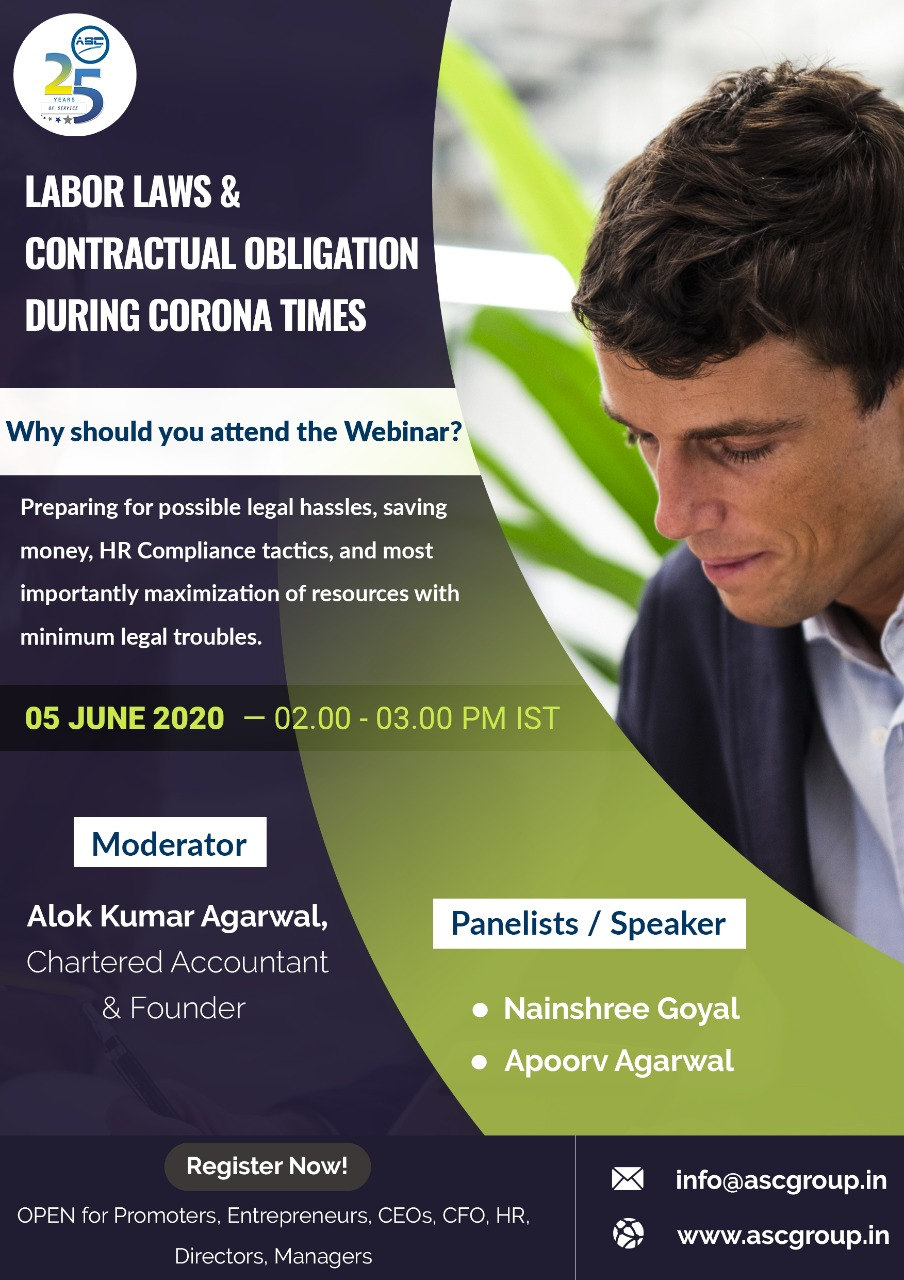 ASC
25
YEARS
OF SERVICE
LABOR LAWS &
CONTRACTUAL OBLIGATION
DURING CORONA TIMES
Why should you attend the Webinar?
Preparing for possible legal hassles, saving
money, HR Compliance tactics, and most
importantly maximization of resources with
minimum legal troubles.
05 JUNE 2020 — 02.00 - 03.00 PM IST
Moderator
Alok Kumar Agarwal,
Chartered Accountant
& Founder
Panelists / Speaker
● Nainshree Goyal
● Apoorv Agarwal
Register Now!
OPEN for Promoters, Entrepreneurs, CEOs, CFO, HR,
Directors, Managers
info@ascgroup.in
www.ascgroup.in